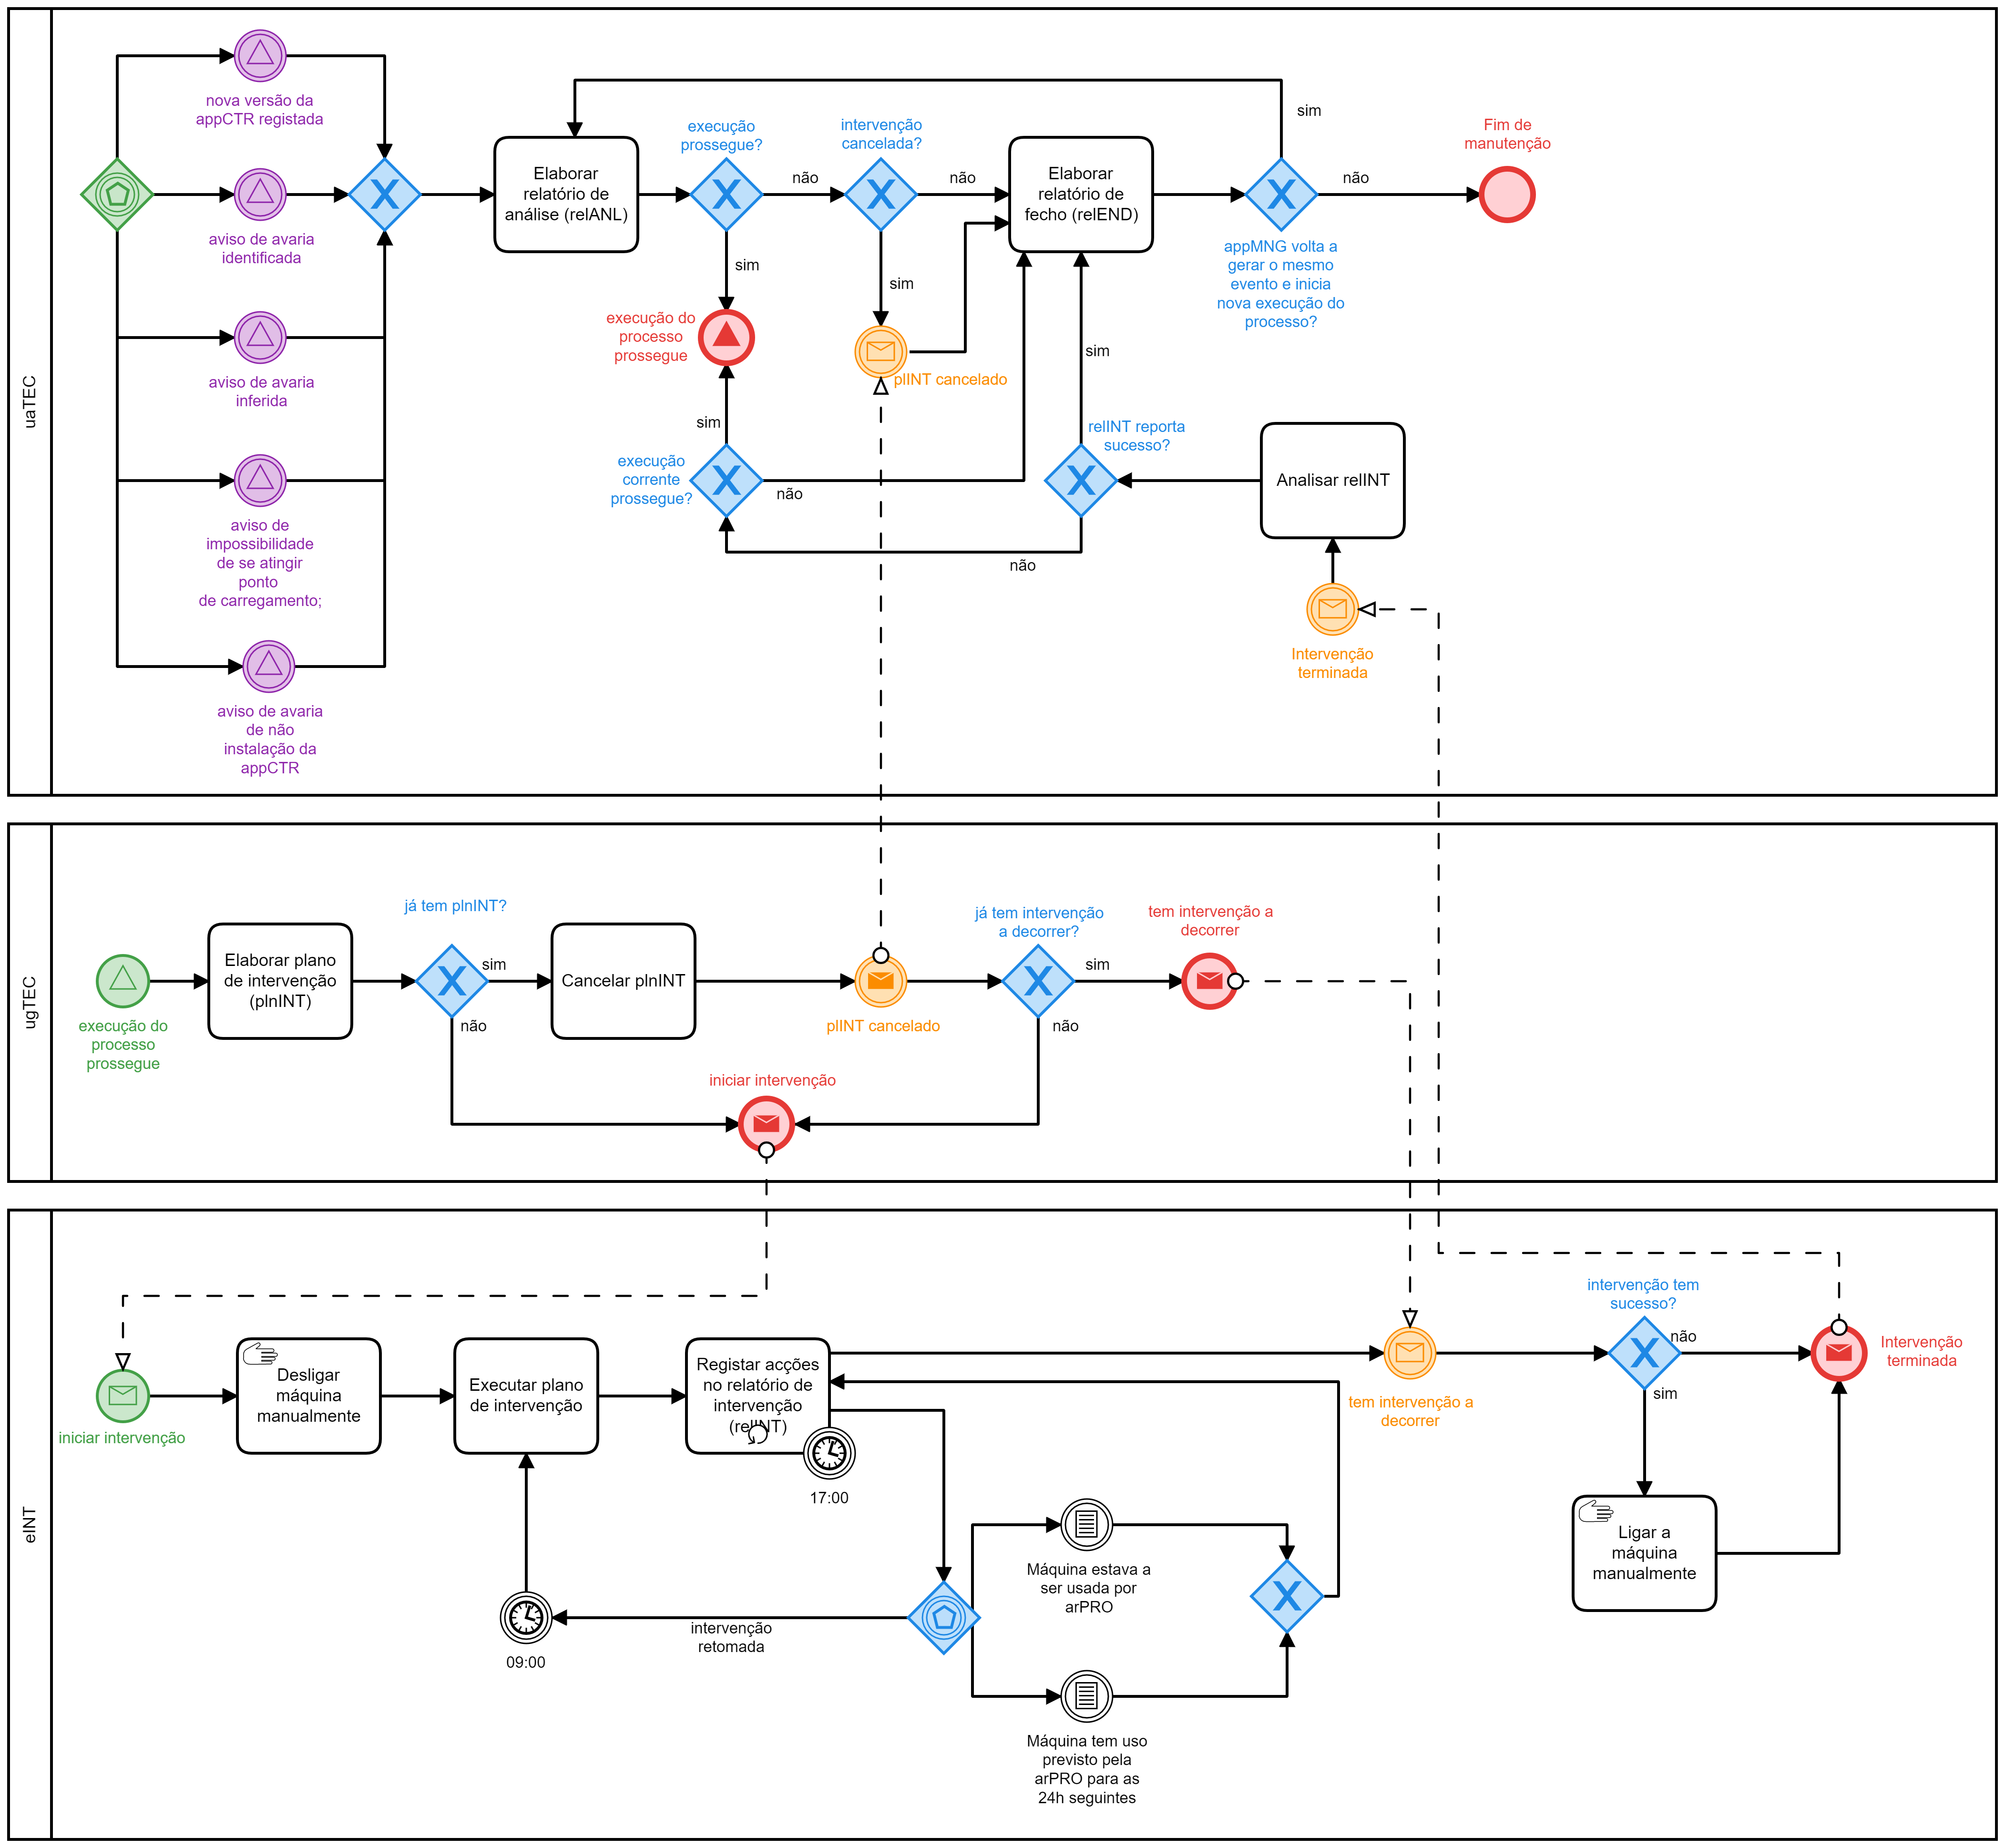 uaTEC
nova versão da
appCTR registada
aviso de avaria
identificada
aviso de avaria
inferida
aviso de
impossibilidade
de se atingir
ponto
de carregamento;
aviso de avaria
de não
instalação da
appCTR
Elaborar
relatório de
análise (relANL)
execução
prossegue?
não
sim
intervenção
cancelada?
não
sim
execução do
processo
prossegue
plINT cancelado
sim
execução
corrente
prossegue?
não
Elaborar
relatório de
fecho (relEND)
sim
relINT reporta
sucesso?
não
Analisar relINT
Intervenção
terminada
sim
não
appMNG volta a
gerar o mesmo
evento e inicia
nova execução do
processo?
Fim de
manutenção
ugTEC
execução do
processo
prossegue
Elaborar plano
de intervenção
(plnINT)
já tem plnINT?
sim
não
Cancelar plnINT
iniciar intervenção
plINT cancelado
já tem intervenção
a decorrer?
sim
não
tem intervenção a
decorrer
eINT
iniciar intervenção
Desligar
máquina
manualmente
Executar plano
de intervenção
Registar acções
no relatório de
intervenção
(relINT)
17:00
09:00
intervenção
retomada
Máquina estava a
ser usada por
arPRO
Máquina tem uso
previsto pela
arPRO para as
24h seguintes
tem intervenção a
decorrer
intervenção tem
sucesso?
não
sim
Ligar a
máquina
manualmente
Intervenção
terminada